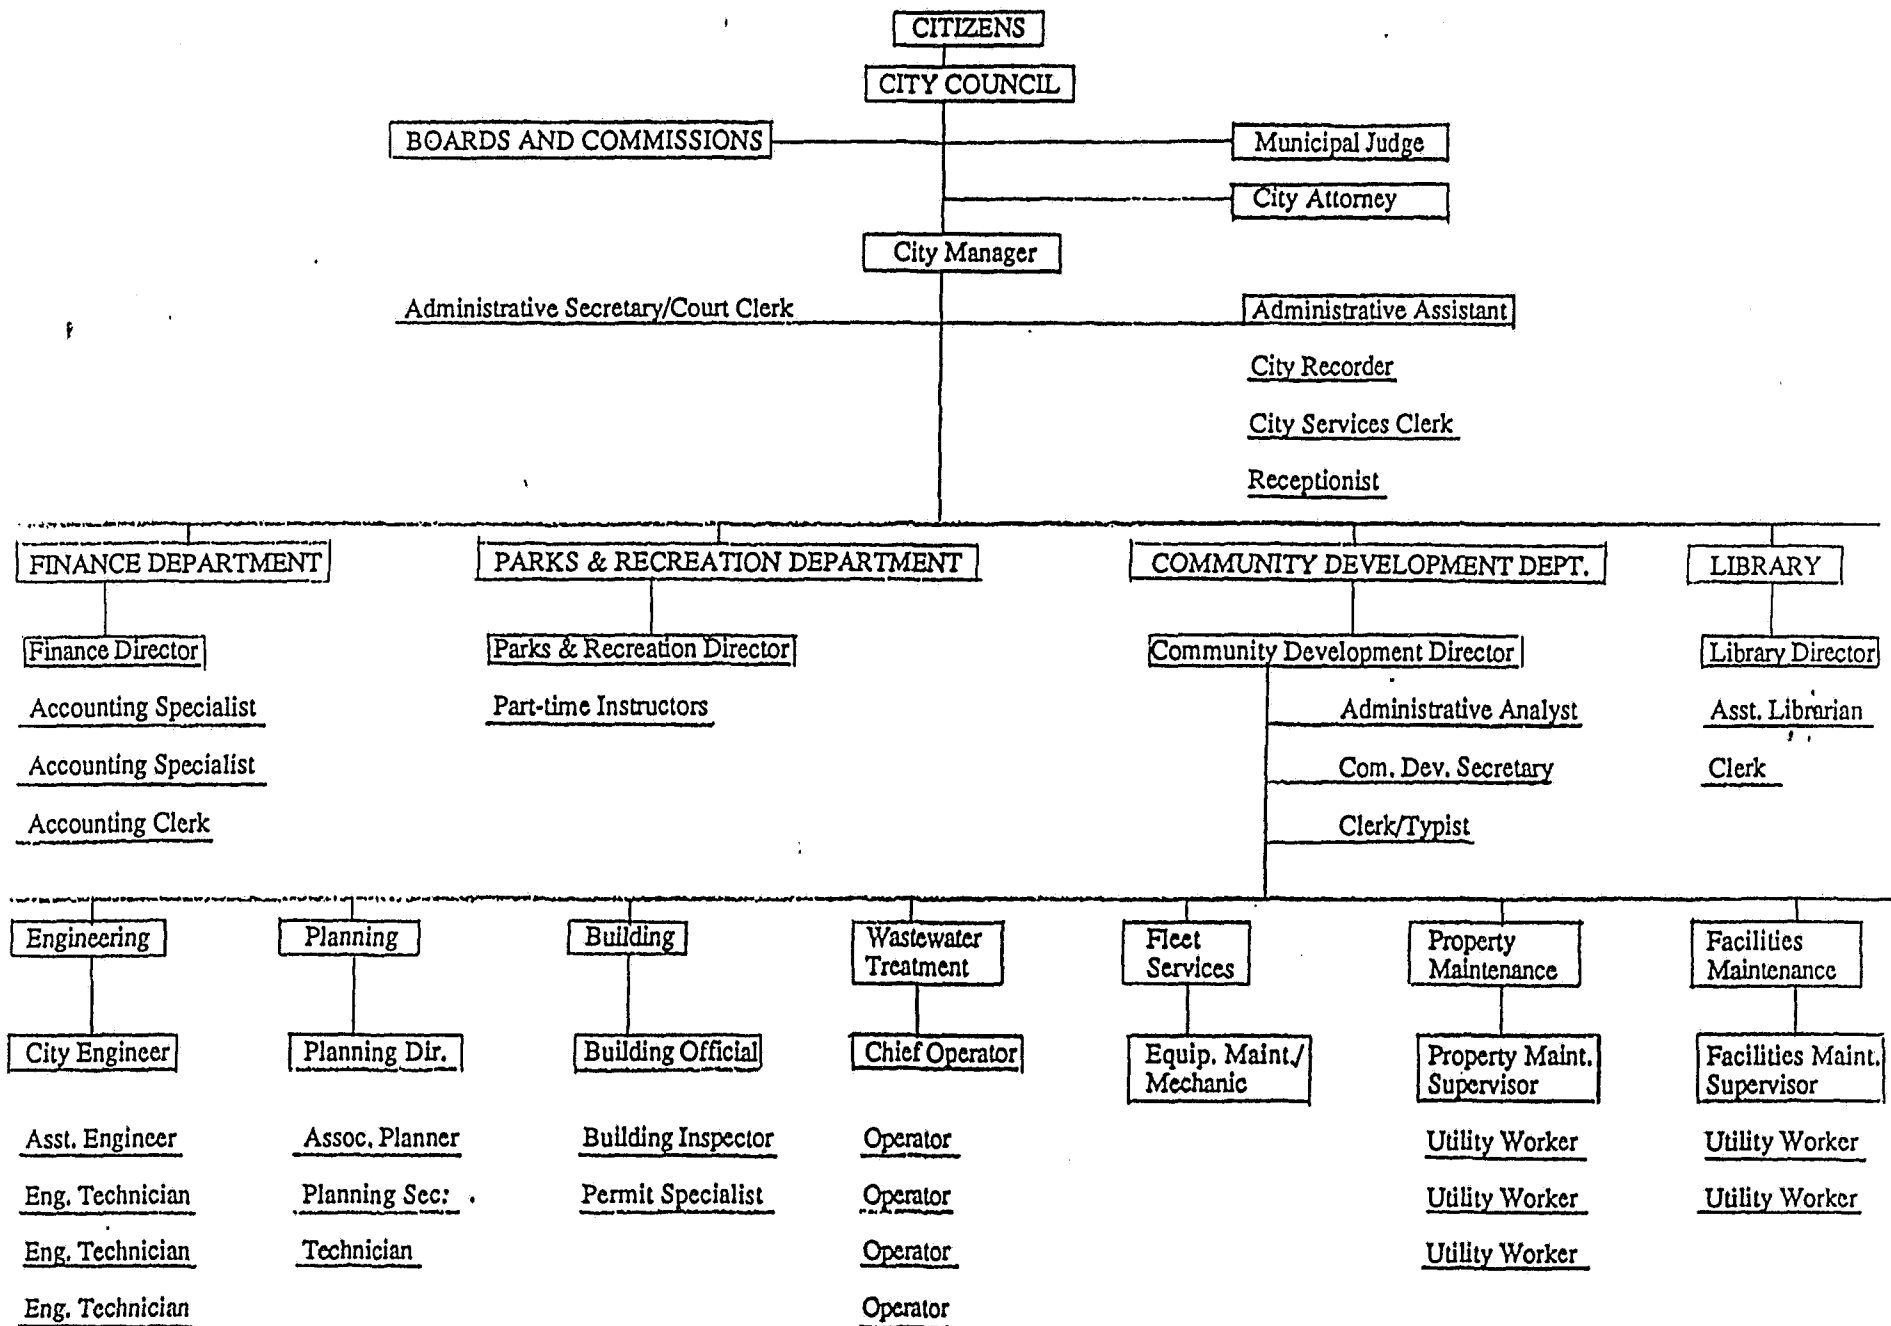 CITIZENS
CITY COUNCIL
BOARDS AND COMMISSIONS
Municipal Judge
City Attorney
City Manager
Administrative Secretary/Court Clerk
Administrative Assistant
City Recorder
City Services Clerk
Receptionist
FINANCE DEPARTMENT
PARKS & RECREATION DEPARTMENT
COMMUNITY DEVELOPMENT DEPT.
LIBRARY
Finance Director
Parks & Recreation Director
Community Development Director
Library Director
Accounting Specialist
Part-time Instructors
Administrative Analyst
Asst. Librarian
Accounting Specialist
Com. Dev. Secretary
Clerk
Accounting Clerk
Clerk/Typist
Engineering
Planning
Building
Wastewater
Treatment
Fleet
Services
Property
Maintenance
Facilities
Maintenance
City Engineer
Planning Dir.
Building Official
Chief Operator
Equip. Maint./
Mechanic
Property Maint.
Supervisor
Facilities Maint.
Supervisor
Asst. Engineer
Assoc. Planner
Building Inspector
Operator
Utility Worker
Utility Worker
Eng. Technician
Planning Sec.
Permit Specialist
Operator
Utility Worker
Utility Worker
Eng. Technician
Technician
Operator
Utility Worker
Eng. Technician
Operator